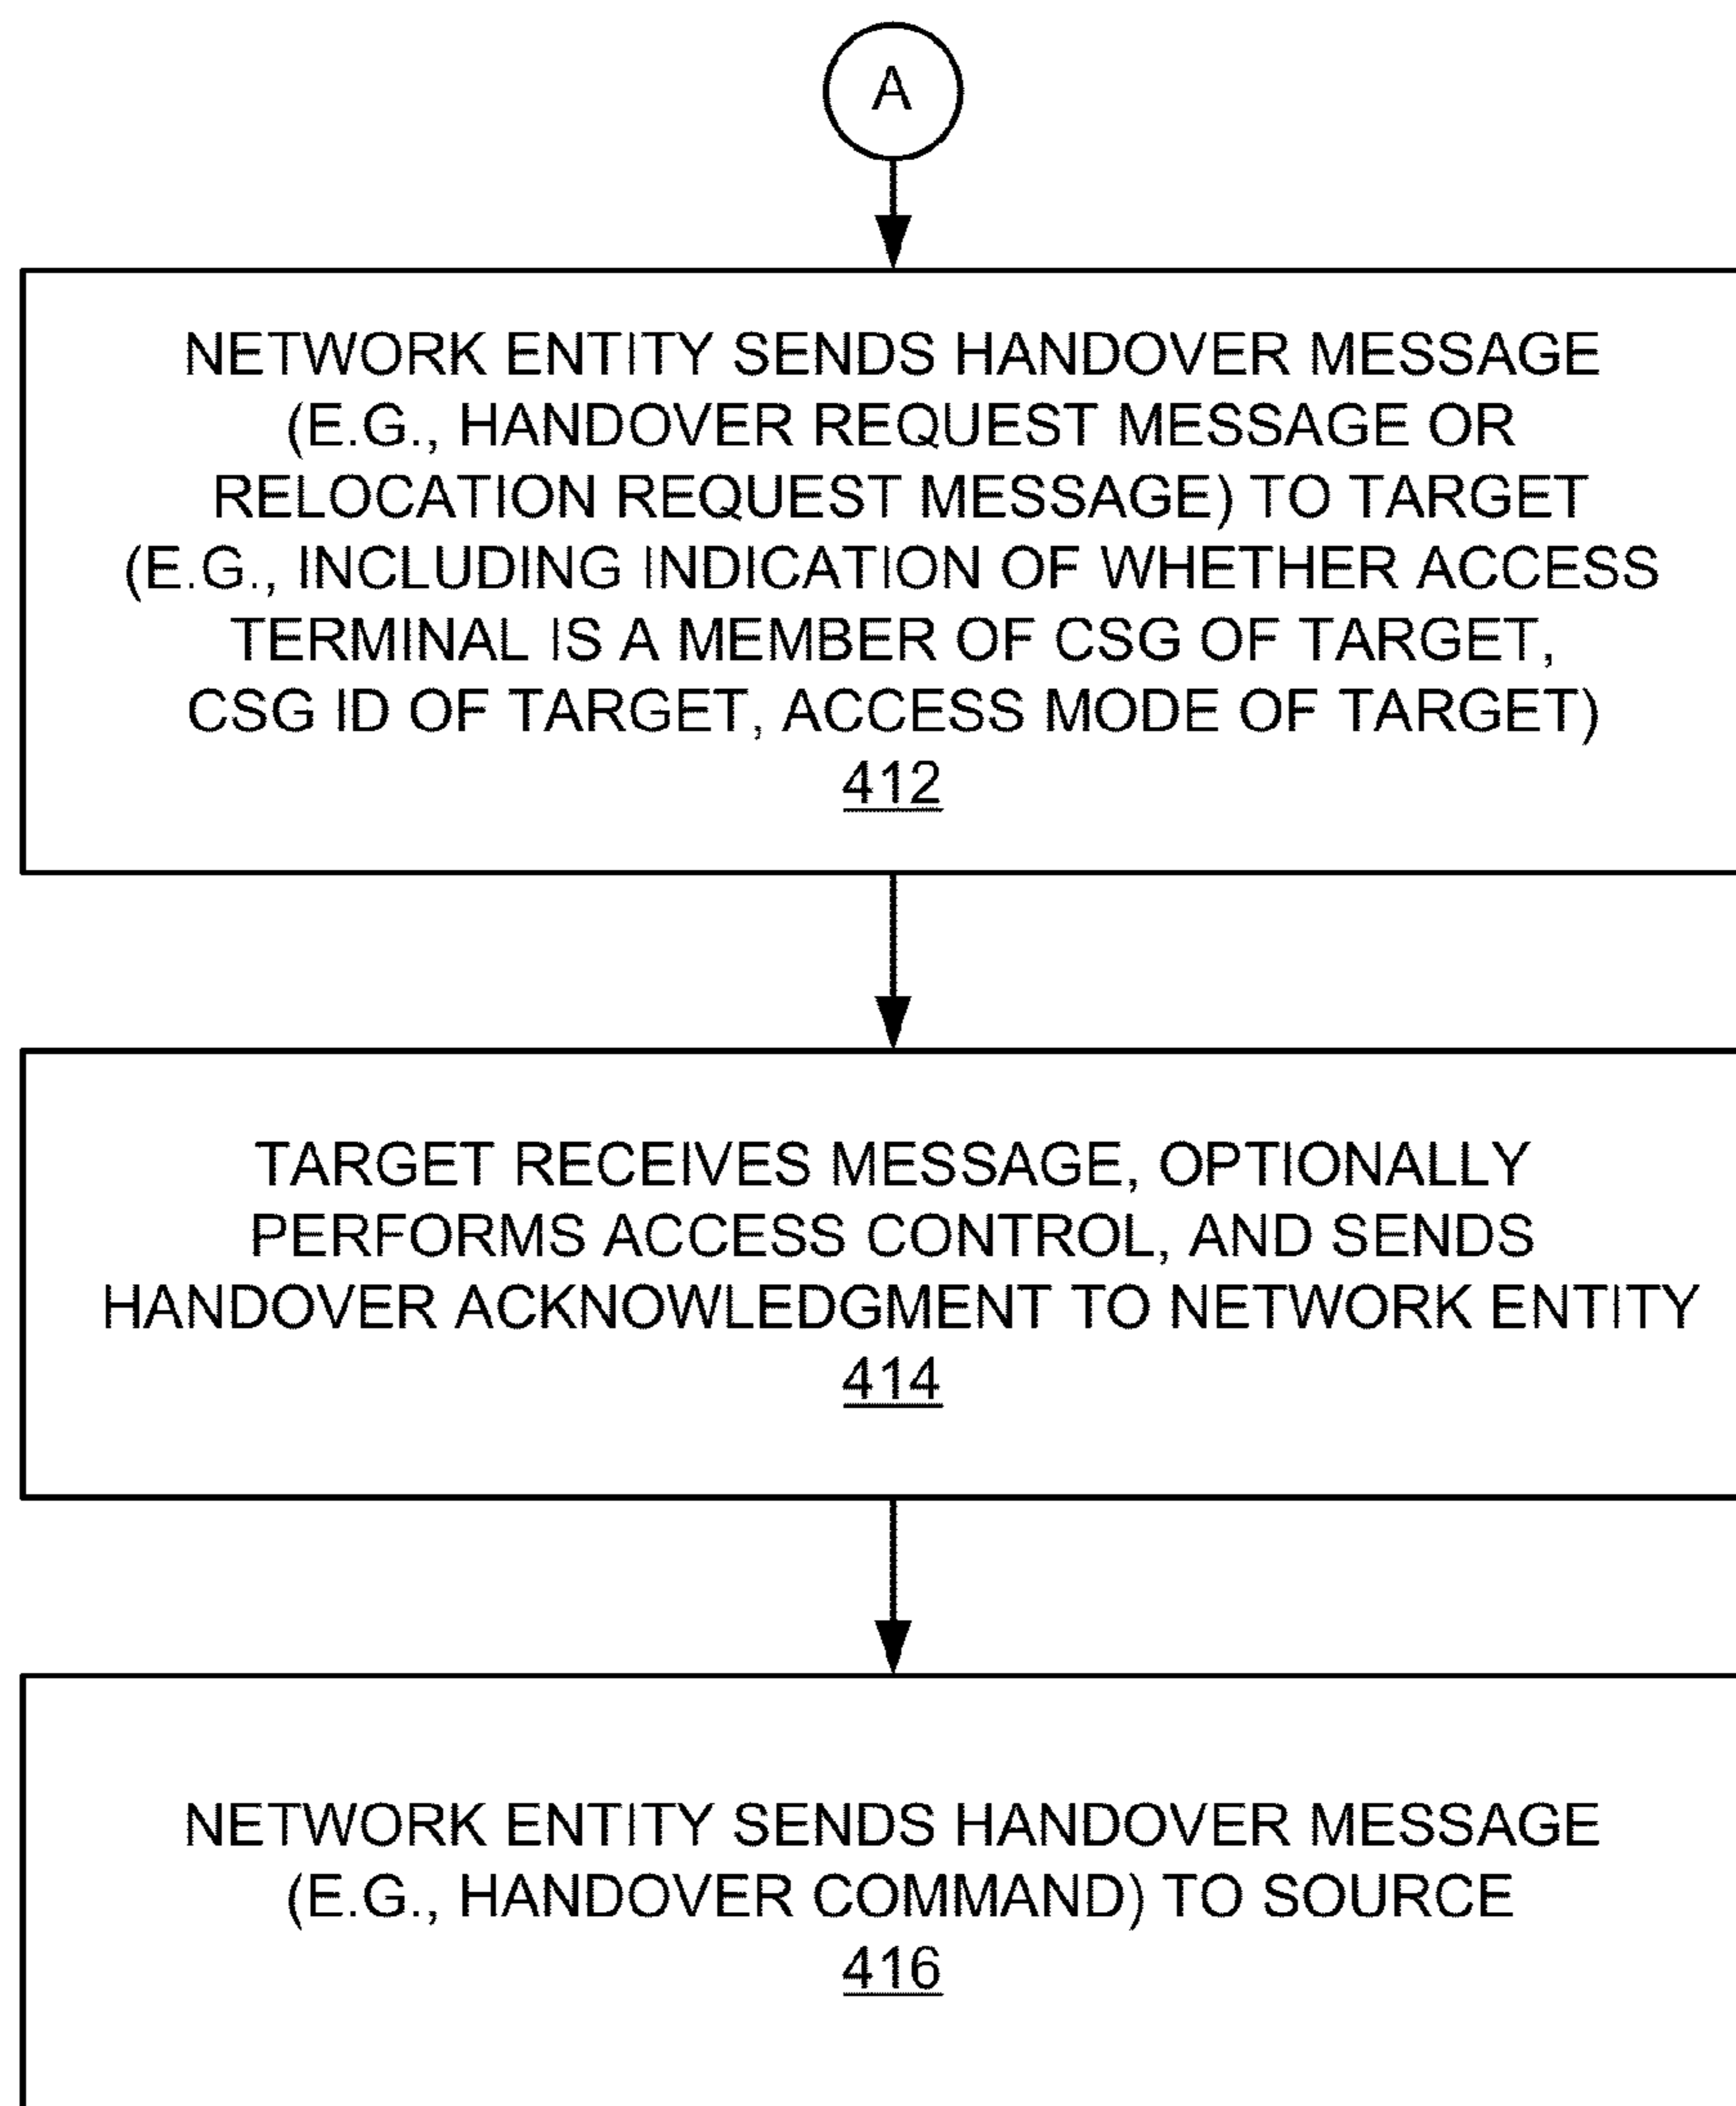 A
NETWORK ENTITY SENDS HANDOVER MESSAGE
(E.G., HANDOVER REQUEST MESSAGE OR
RELOCATION REQUEST MESSAGE) TO TARGET
(E.G., INCLUDING INDICATION OF WHETHER ACCESS
TERMINAL IS A MEMBER OF CSG OF TARGET,
CSG ID OF TARGET, ACCESS MODE OF TARGET)
412
TARGET RECEIVES MESSAGE, OPTIONALLY
PERFORMS ACCESS CONTROL, AND SENDS
HANDOVER ACKNOWLEDGMENT TO NETWORK ENTITY
414
NETWORK ENTITY SENDS HANDOVER MESSAGE
(E.G., HANDOVER COMMAND) TO SOURCE
416